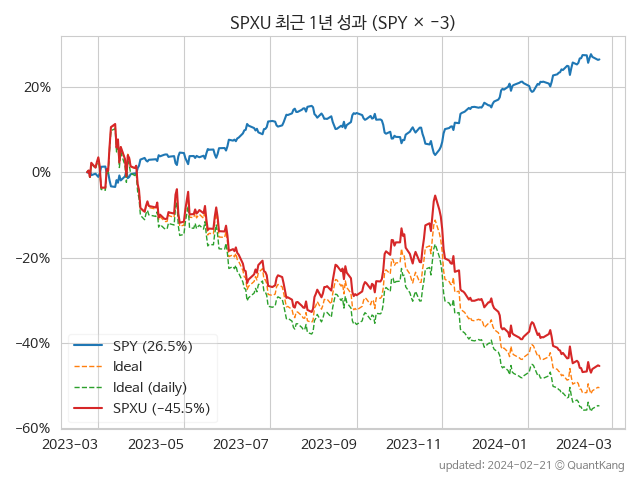 SPXU 최근 1년 성과 (SPY × −3)
20%
0%
−20%
−40%
−60%
SPY (26.5%)
Ideal
Ideal (daily)
SPXU (−45.5%)
2023-03 2023-05 2023-07 2023-09 2023-11 2024-01 2024-03
updated: 2024-02-21 © QuantKang